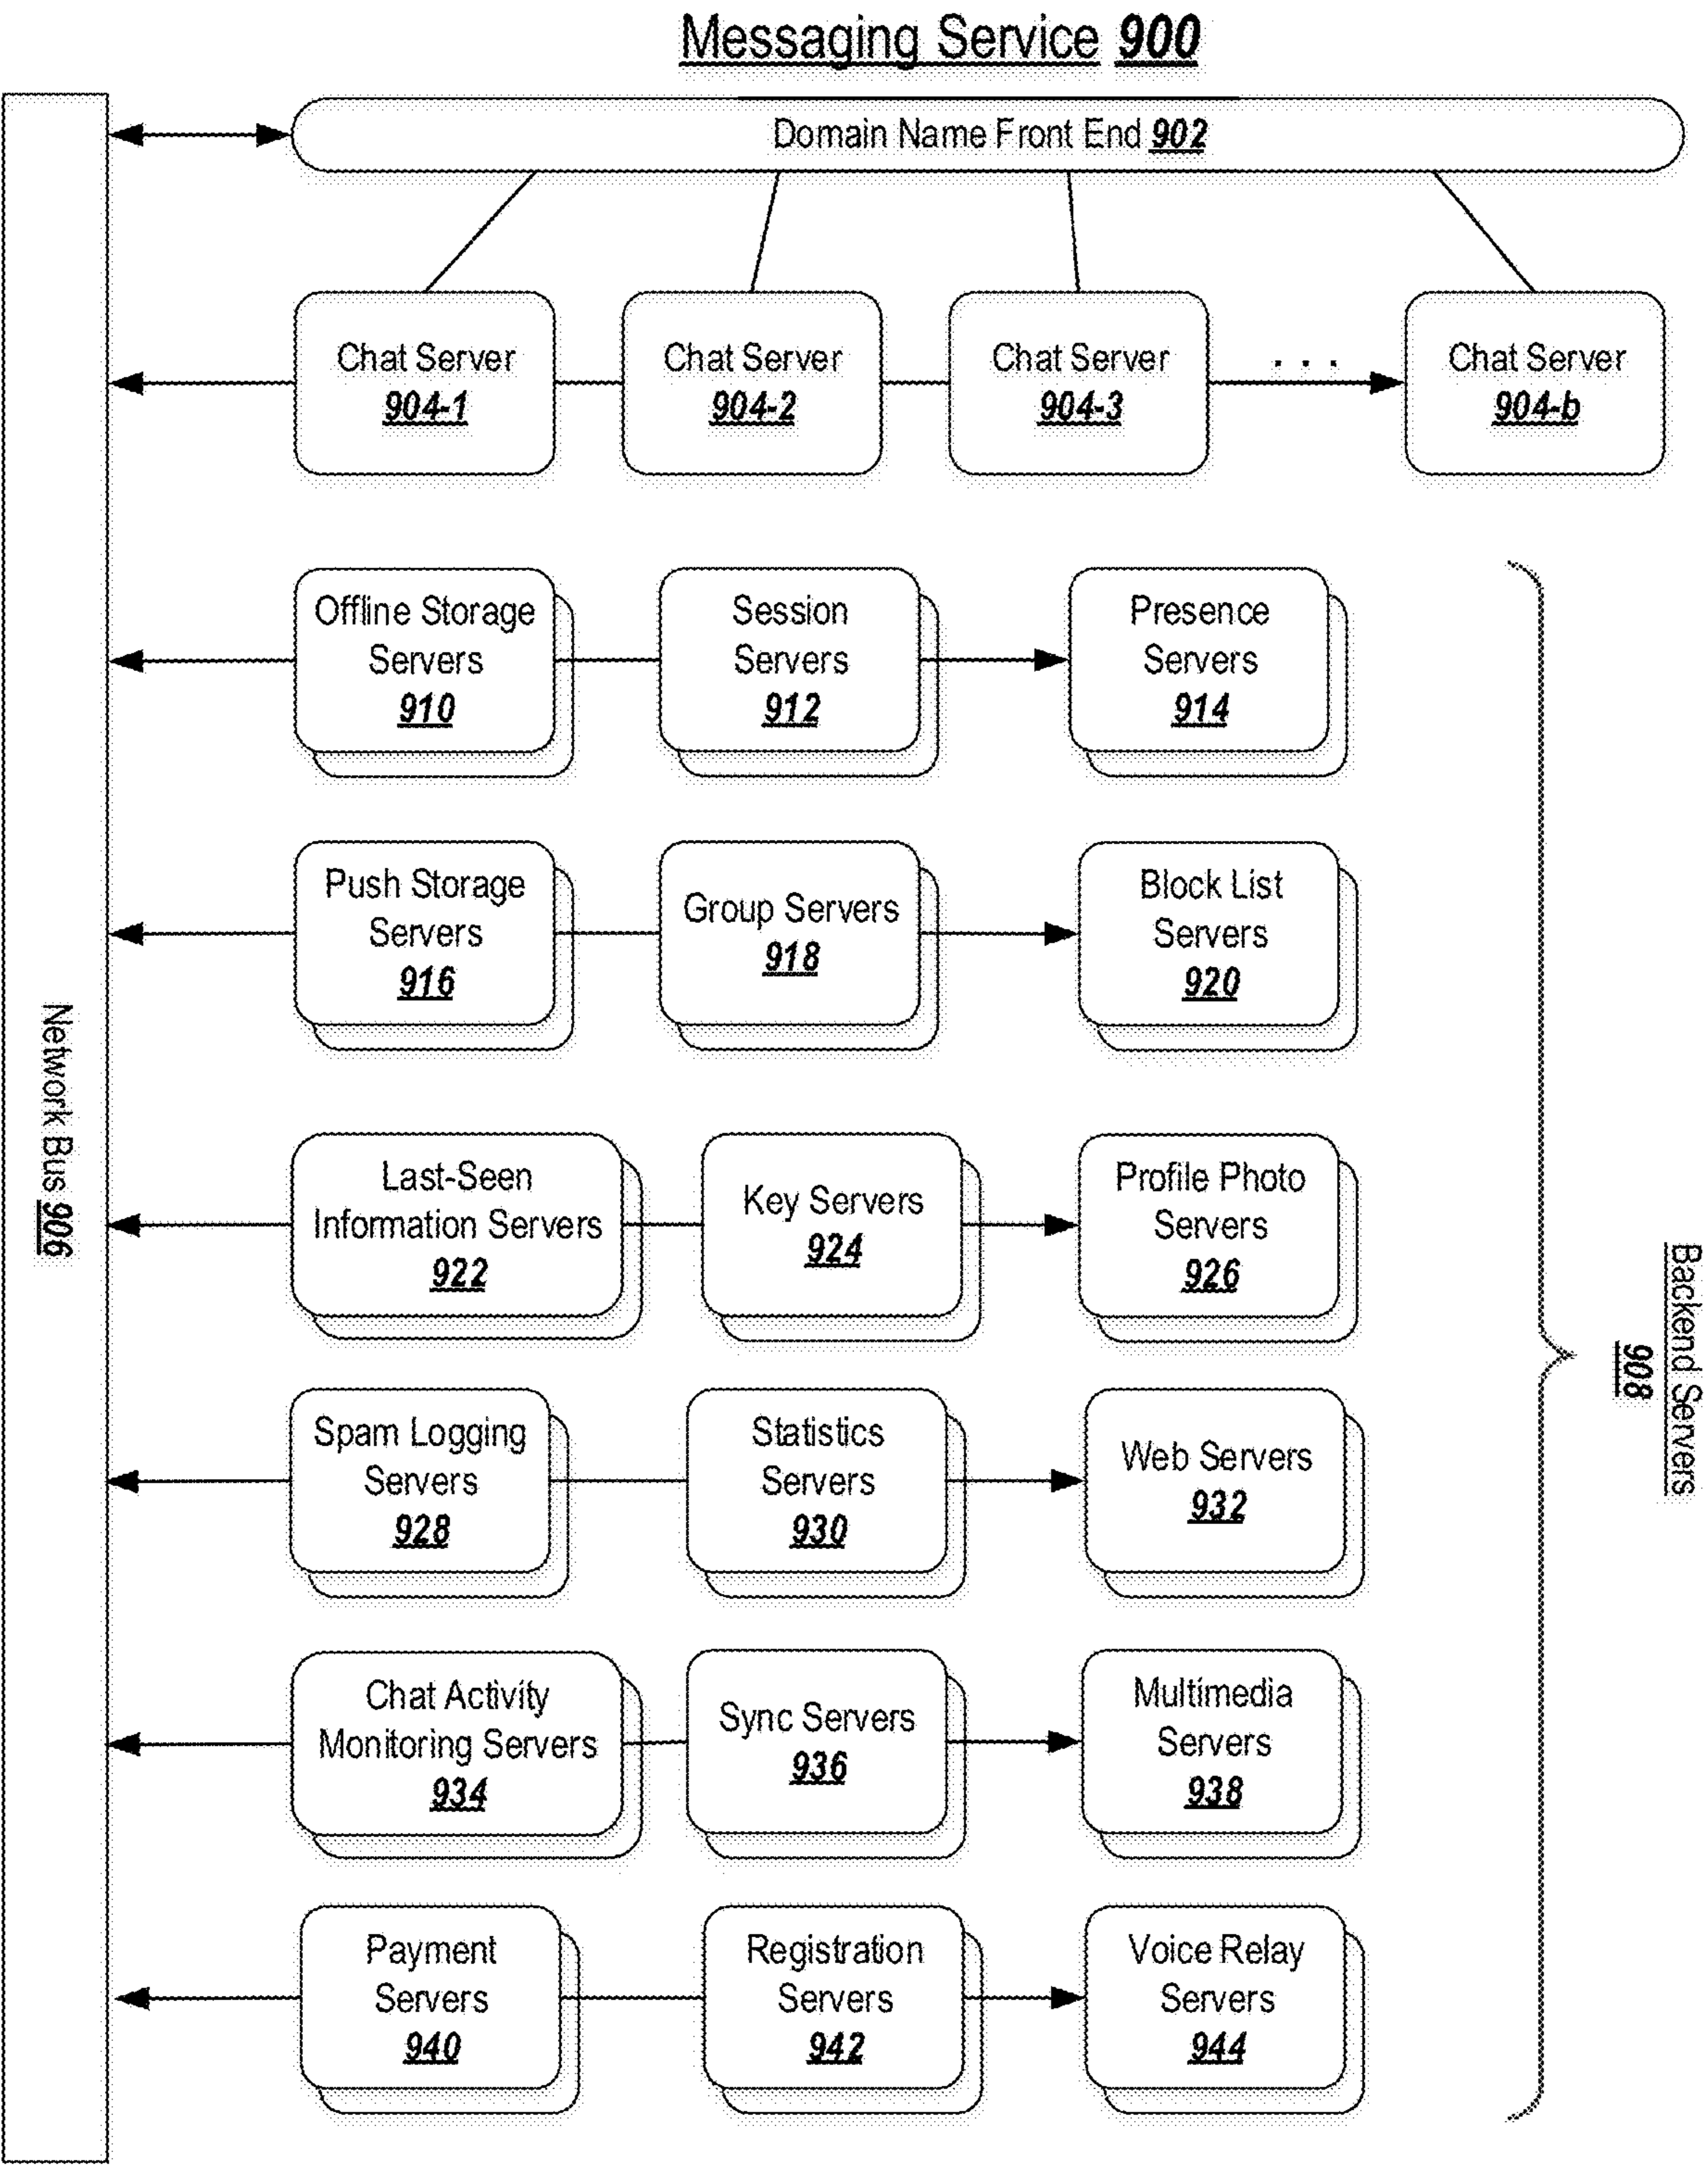 Messaging Service 900
Domain Name Front End 902
Chat Server
904-1
Chat Server
904-2
Chat Server
904-3
. . .
Chat Server
904-b
Offline Storage
Servers
910
Session
Servers
912
Presence
Servers
914
Push Storage
Servers
916
Group Servers
918
Block List
Servers
920
Network Bus 906
Last-Seen
Information Servers
922
Key Servers
924
Profile Photo
Servers
926
Backend Servers
908
Spam Logging
Servers
928
Statistics
Servers
930
Web Servers
932
Chat Activity
Monitoring Servers
934
Sync Servers
936
Multimedia
Servers
938
Payment
Servers
940
Registration
Servers
942
Voice Relay
Servers
944